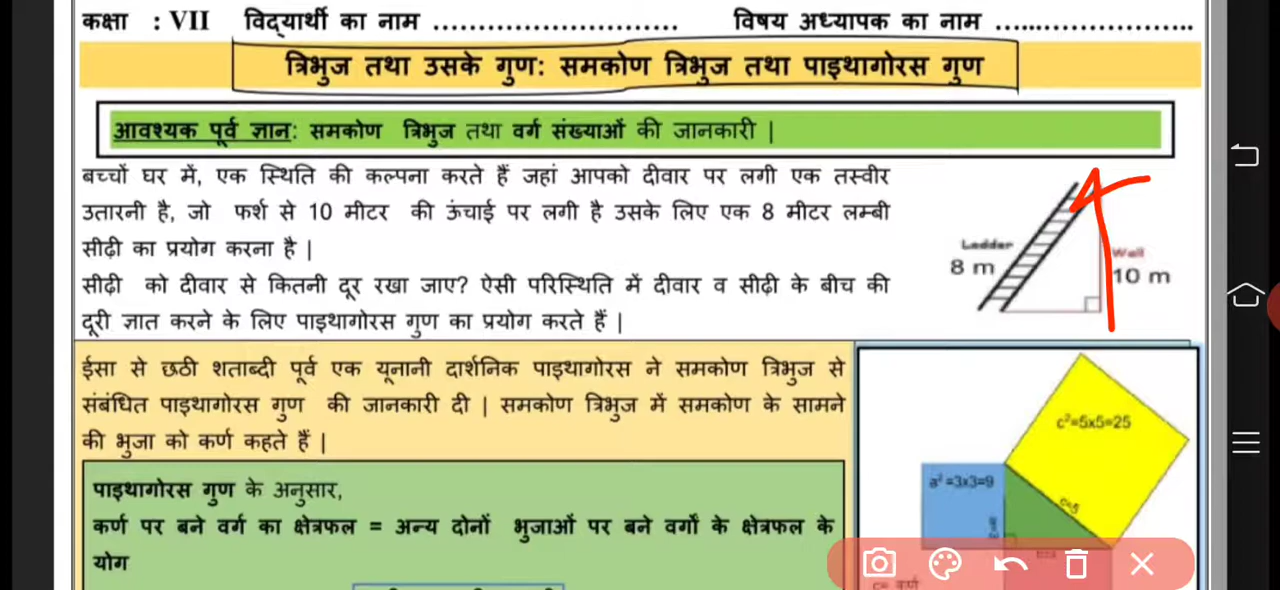 कक्षा : VII विद्यार्थी का नाम ............................ विषय अध्यापक का नाम .......................
त्रिभुज तथा उसके गुण: समकोण त्रिभुज तथा पाइथागोरस गुण
आवश्यक पूर्व ज्ञान: समकोण त्रिभुज तथा वर्ग संख्याओं की जानकारी |
बच्चों घर में, एक स्थिति की कल्पना करते हैं जहां आपको दीवार पर लगी एक तस्वीर
उतारनी है, जो फर्श से 10 मीटर की ऊंचाई पर लगी है उसके लिए एक 8 मीटर लम्बी
सीढ़ी का प्रयोग करना है |
सीढ़ी को दीवार से कितनी दूर रखा जाए? ऐसी परिस्थिति में दीवार व सीढ़ी के बीच की
दूरी ज्ञात करने के लिए पाइथागोरस गुण का प्रयोग करते हैं |
Ladder
8 m
Wall
10 m
ईसा से छठी शताब्दी पूर्व एक यूनानी दार्शनिक पाइथागोरस ने समकोण त्रिभुज से
संबंधित पाइथागोरस गुण की जानकारी दी | समकोण त्रिभुज में समकोण के सामने
की भुजा को कर्ण कहते हैं |
पाइथागोरस गुण के अनुसार,
कर्ण पर बने वर्ग का क्षेत्रफल = अन्य दोनों भुजाओं पर बने वर्गों के क्षेत्रफल के
योग
c²=5x5=25
a²=3x3=9
c=5
c= कर्ण